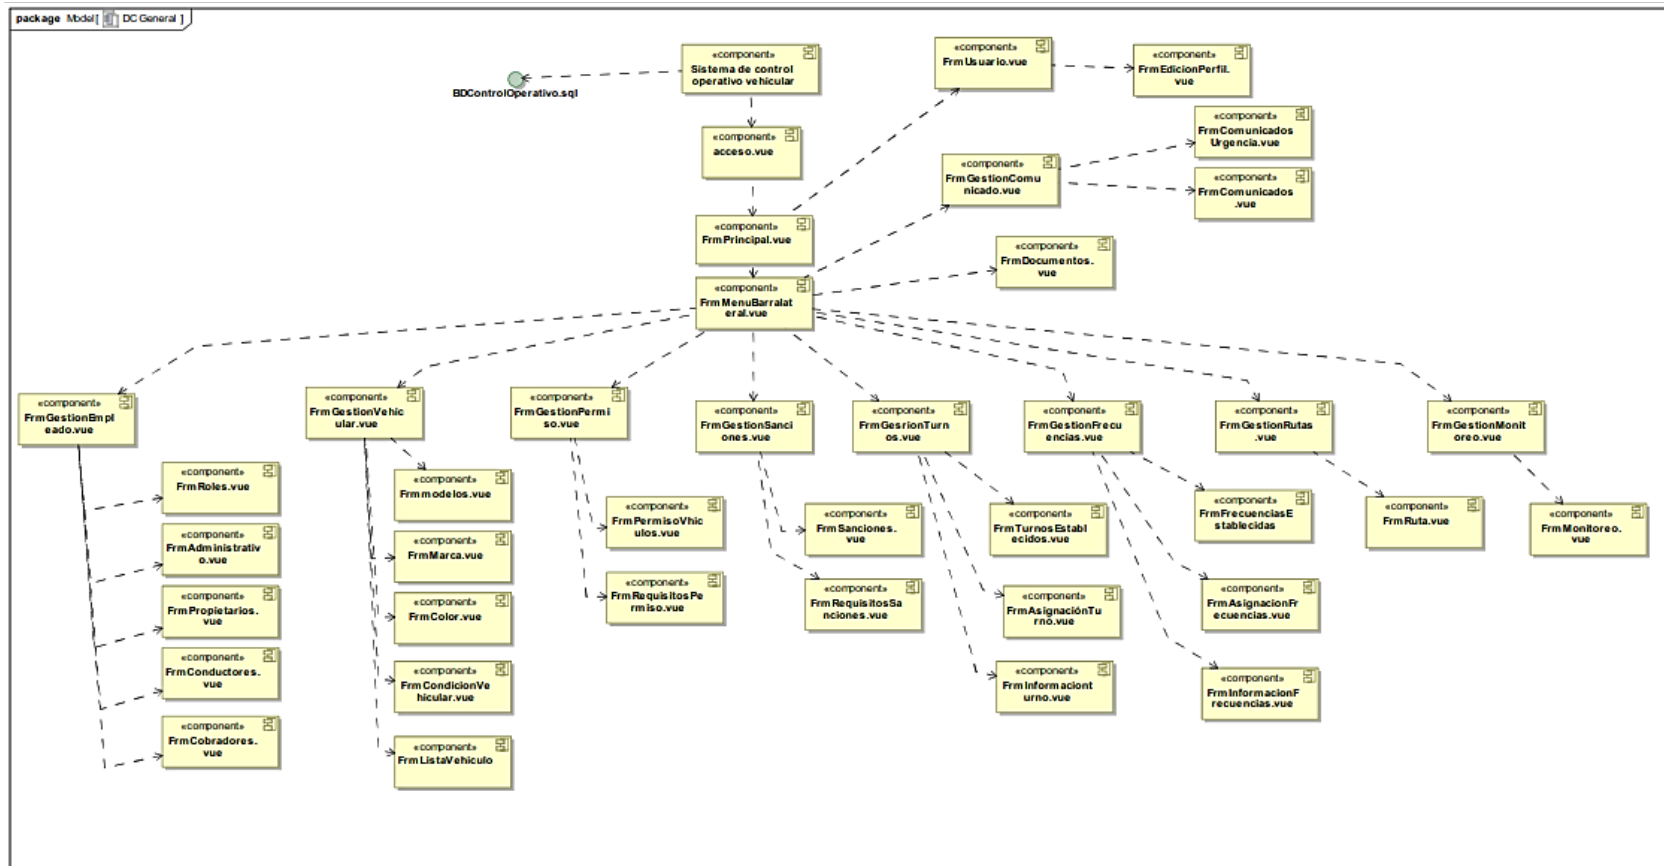 package Model[ DC General ]
«component»
Sistema de control
operativo vehicular
BDControlOperativo.sql
«component»
FrmUsuario.vue
«component»
FrmEdicionPerfil.
vue
«component»
acceso.vue
«component»
FrmComunicados
Urgencia.vue
«component»
FrmGestionComu
nicado.vue
«component»
FrmComunicados
.vue
«component»
FrmPrincipal.vue
«component»
FrmDocumentos.
vue
«component»
FrmMenuBarralat
eral.vue
«component»
FrmGestionEmpl
eado.vue
«component»
FrmGestionVehic
ular.vue
«component»
FrmGestionPermi
so.vue
«component»
FrmGestionSanci
ones.vue
«component»
FrmGesrionTurn
os.vue
«component»
FrmGestionFrecu
encias.vue
«component»
FrmGestionRutas
.vue
«component»
FrmGestionMonit
oreo.vue
«component»
FrmRoles.vue
«component»
FrmAdministrativ
o.vue
«component»
FrmPropietarios.
vue
«component»
FrmConductores.
vue
«component»
FrmCobradores.
vue
«component»
Frmmodelos.vue
«component»
FrmMarca.vue
«component»
FrmColor.vue
«component»
FrmCondicionVe
hicular.vue
«component»
FrmListaVehiculo
«component»
FrmPermisoVhic
ulos.vue
«component»
FrmRequisitosPe
rmiso.vue
«component»
FrmSanciones.
vue
«component»
FrmRequisitosSa
nciones.vue
«component»
FrmTurnosEstabl
ecidos.vue
«component»
FrmAsignaciónTu
rno.vue
«component»
FrmInformaciont
urno.vue
«component»
FrmFrecuenciasE
stablecidas
«component»
FrmAsignacionFr
ecuencias.vue
«component»
FrmInformacionF
recuencias.vue
«component»
FrmRuta.vue
«component»
FrmMonitoreo.
vue